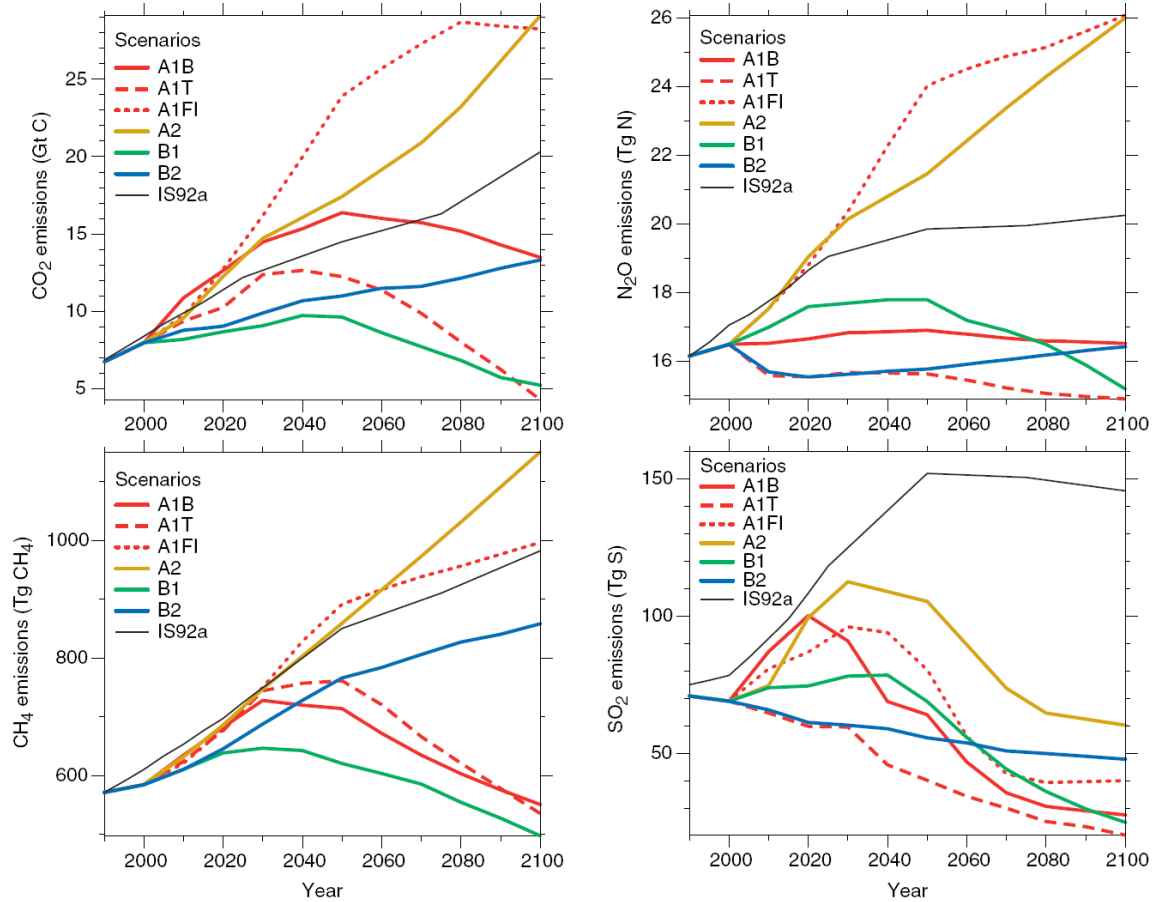 Scenarios
A1B
A1T
A1FI
A2
B1
B2
IS92a
CO2 emissions (Gt C)
25
20
15
10
5
2000 2020 2040 2060 2080 2100
Scenarios
A1B
A1T
A1FI
A2
B1
B2
IS92a
N2O emissions (Tg N)
26
24
22
20
18
16
2000 2020 2040 2060 2080 2100
Scenarios
A1B
A1T
A1FI
A2
B1
B2
IS92a
CH4 emissions (Tg CH4)
1000
800
600
2000 2020 2040 2060 2080 2100
Year
Scenarios
A1B
A1T
A1FI
A2
B1
B2
IS92a
SO2 emissions (Tg S)
150
100
50
2000 2020 2040 2060 2080 2100
Year